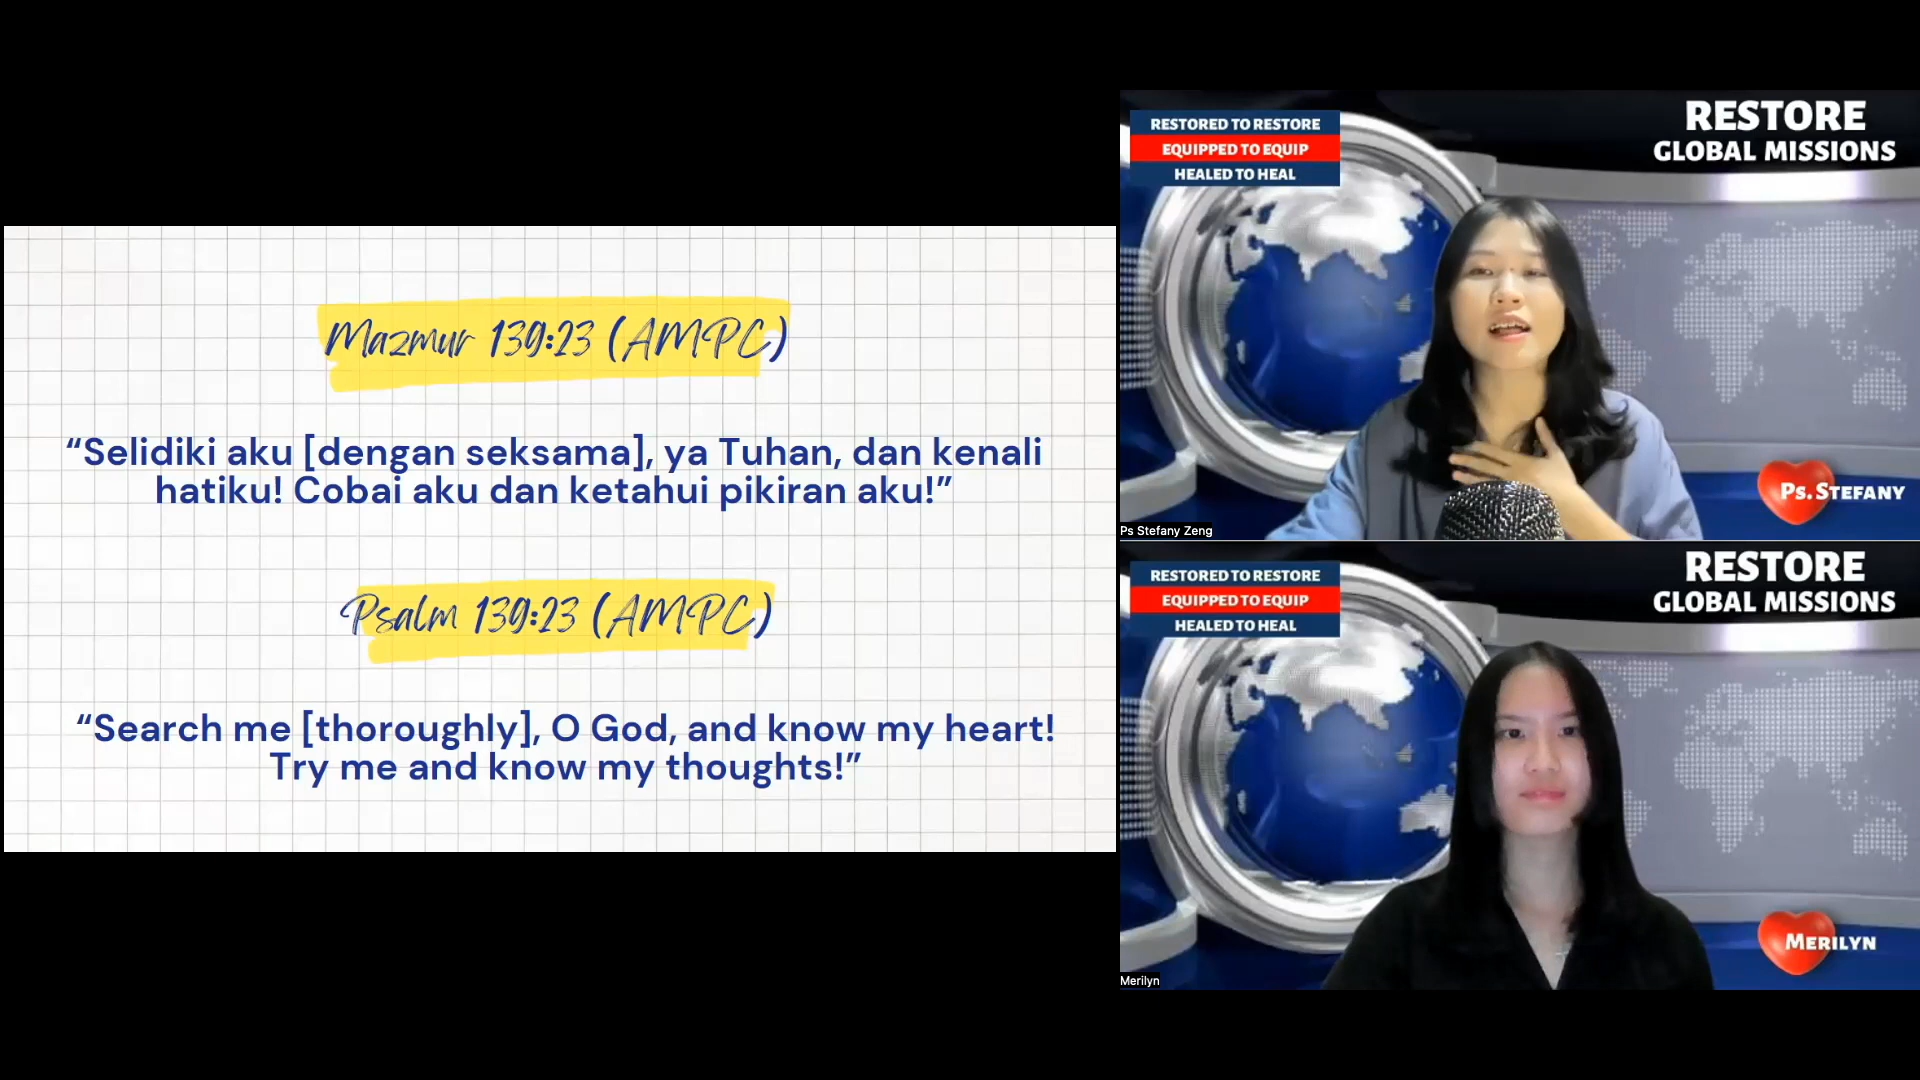 Mazmur 139:23 (AMPC)
“Selidiki aku [dengan seksama], ya Tuhan, dan kenali
hatiku! Cobai aku dan ketahui pikiran aku!”
Psalm 139:23 (AMPC)
“Search me [thoroughly], O God, and know my heart!
Try me and know my thoughts!”
RESTORED TO RESTORE
EQUIPPED TO EQUIP
HEALED TO HEAL
RESTORE
GLOBAL MISSIONS
Ps. Stefany
Ps Stefany Zeng
RESTORED TO RESTORE
EQUIPPED TO EQUIP
HEALED TO HEAL
RESTORE
GLOBAL MISSIONS
Merilyn
Merilyn